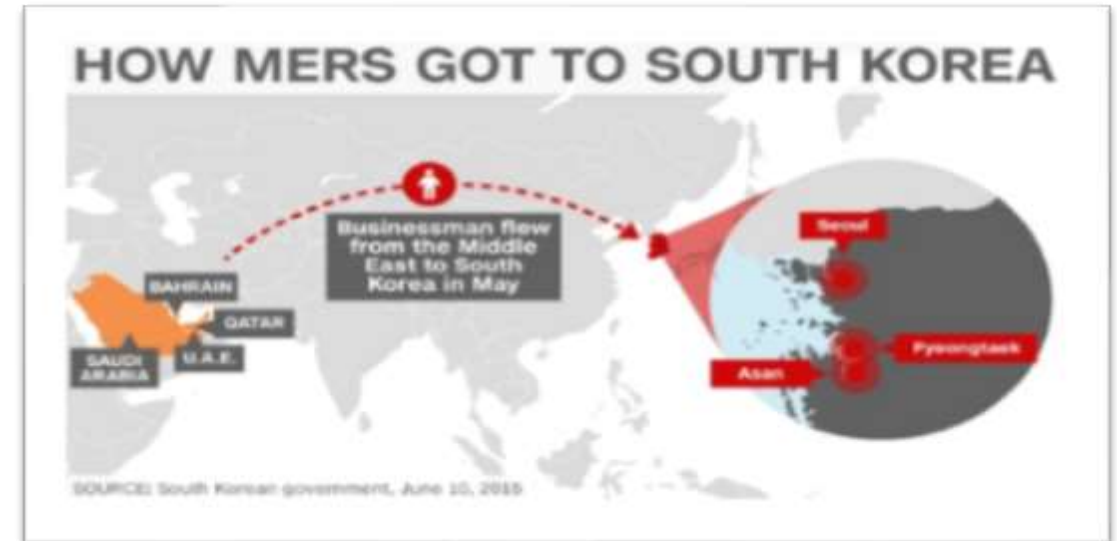 HOW MERS GOT TO SOUTH KOREA
Businessman flew
from the Middle
East to South
Korea in May
BAHRAIN
QATAR
U.A.E.
SAUDI
ARABIA
Seoul
Pyeongtaek
Asan
SOURCE: South Korean government, June 10, 2015